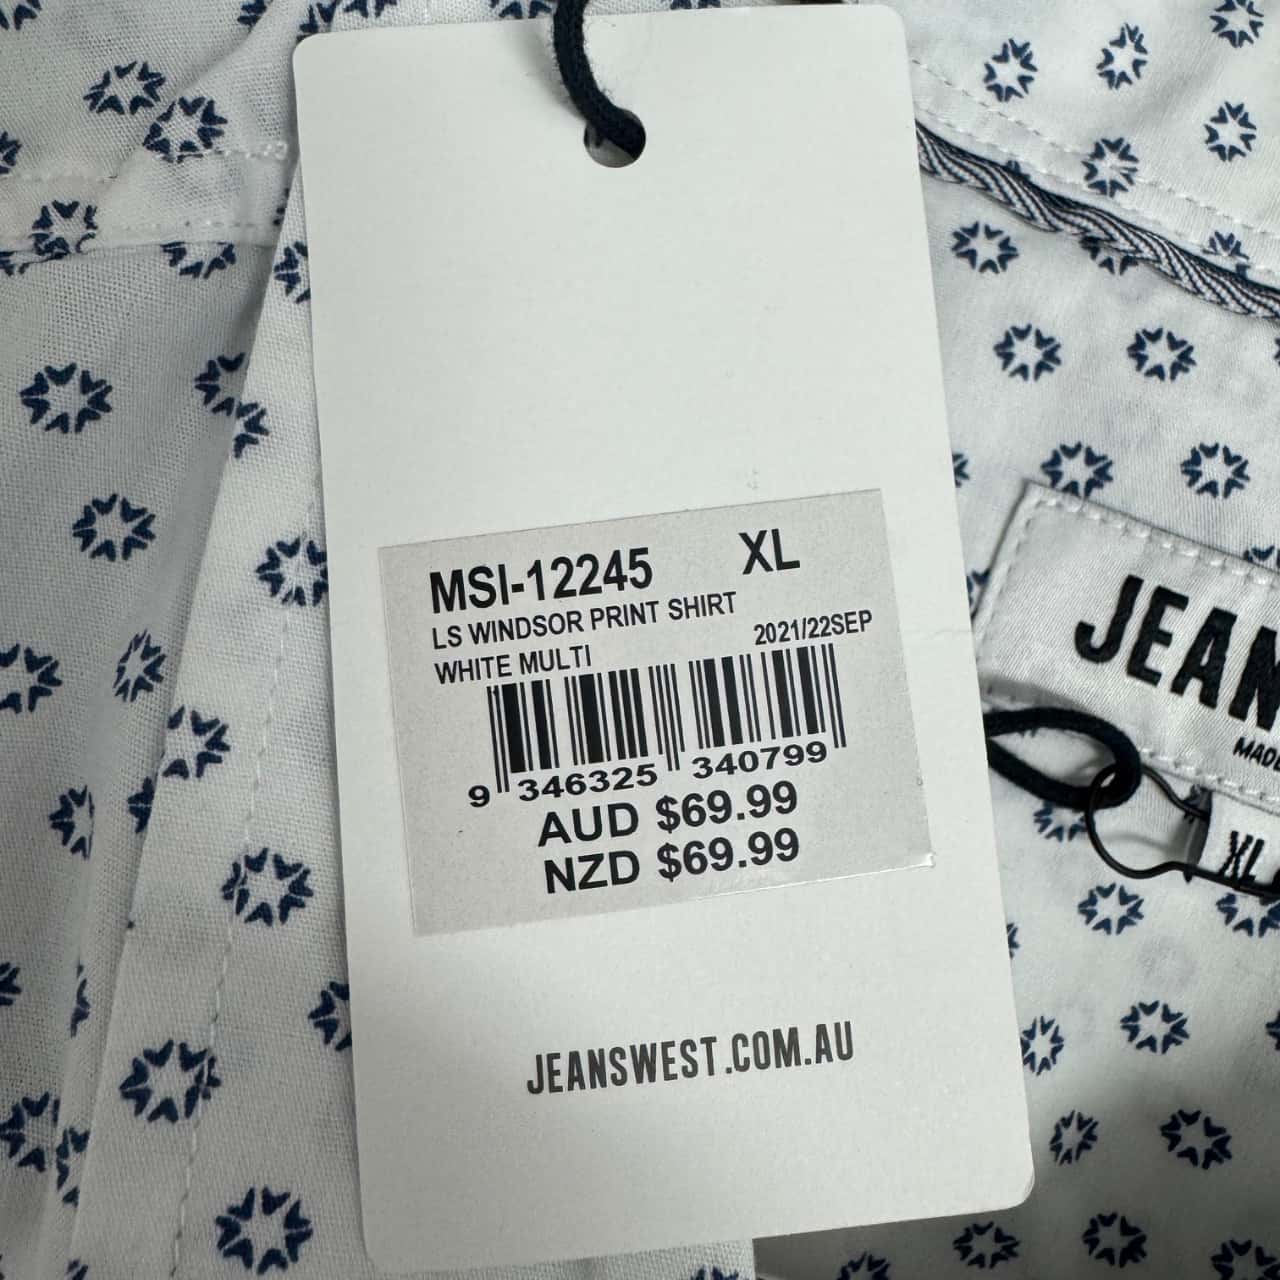 MSI-12245 XL
LS WINDSOR PRINT SHIRT
WHITE MULTI 2021/22SEP
9 346325 340799
AUD $69.99
NZD $69.99
JEANSWEST.COM.AU
JEAN
MADE
XL